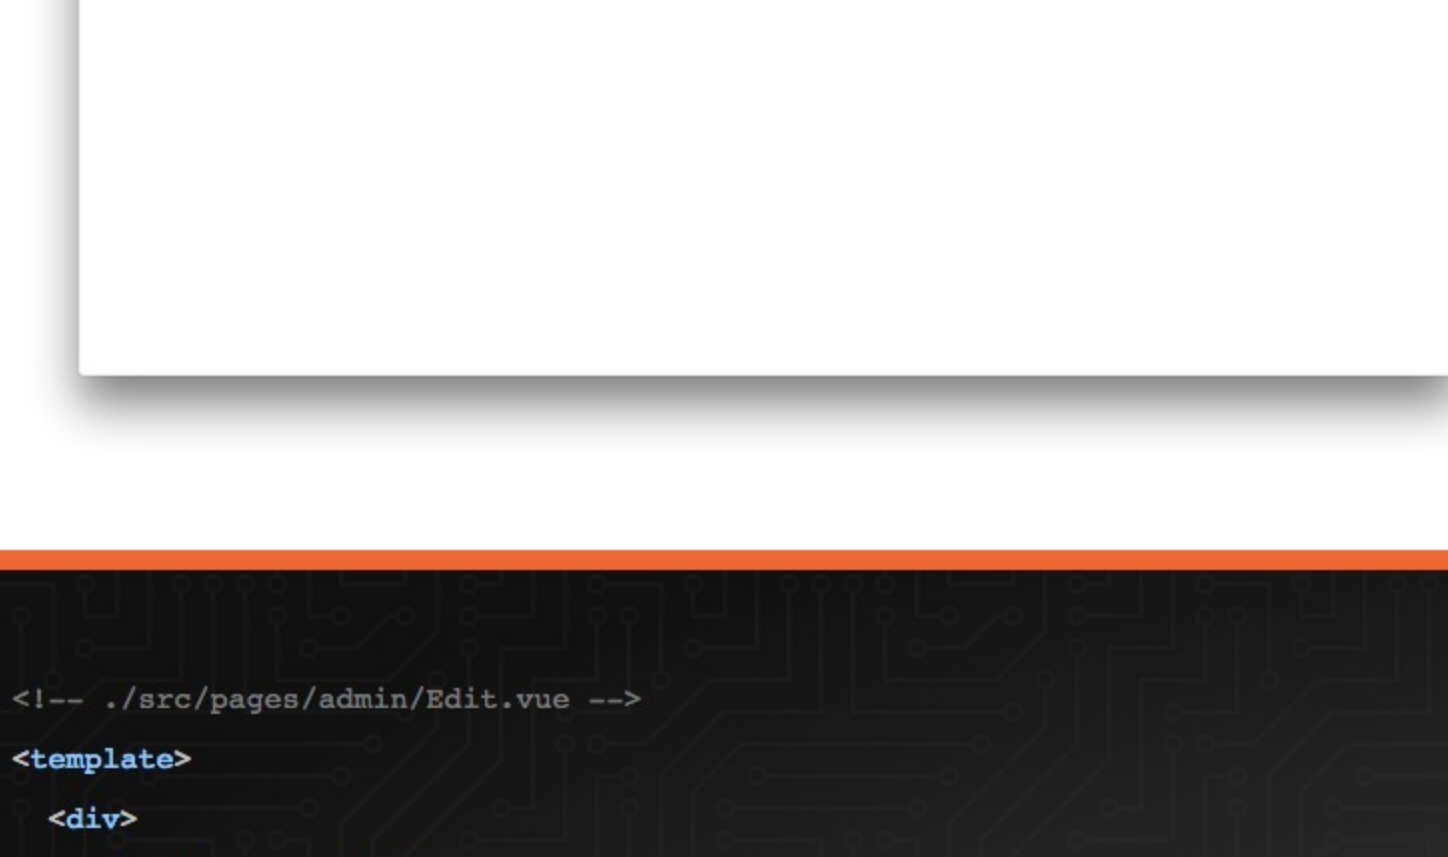 <!-- ./src/pages/admin/Edit.vue -->
<template>
<div>